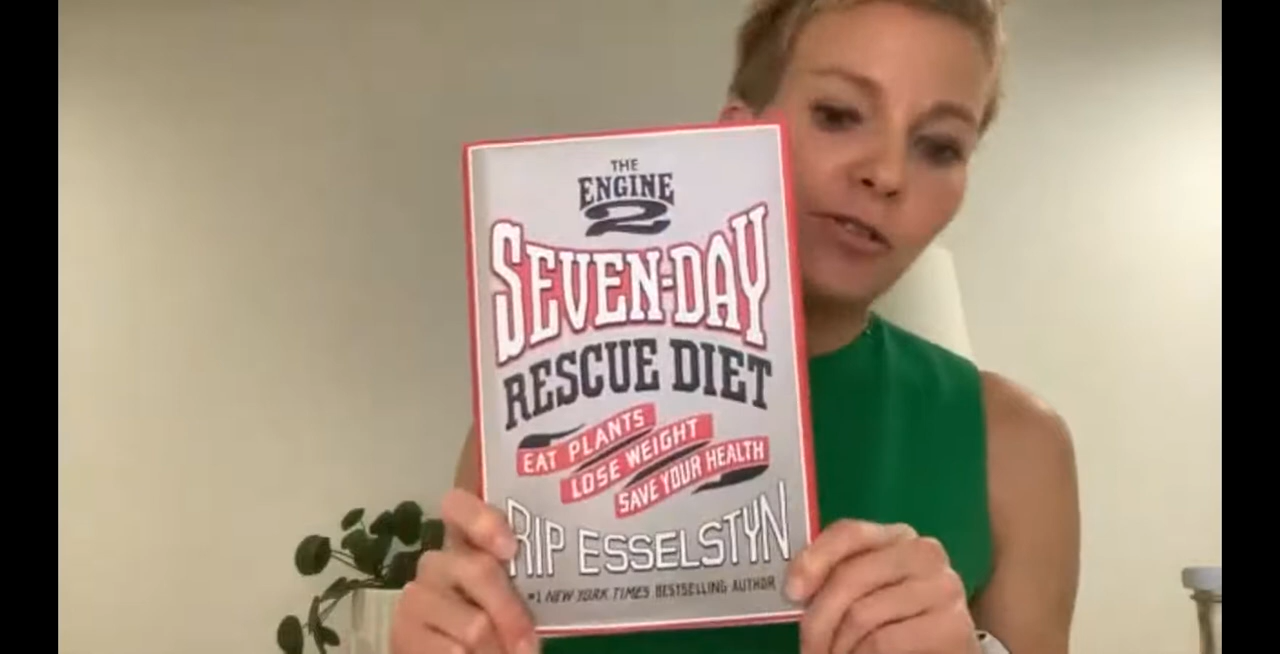 THE
ENGINE
2
SEVEN-DAY
RESCUE DIET
EAT PLANTS
LOSE WEIGHT
SAVE YOUR HEALTH
RIP ESSELSTYN
#1 NEW YORK TIMES BESTSELLING AUTHOR